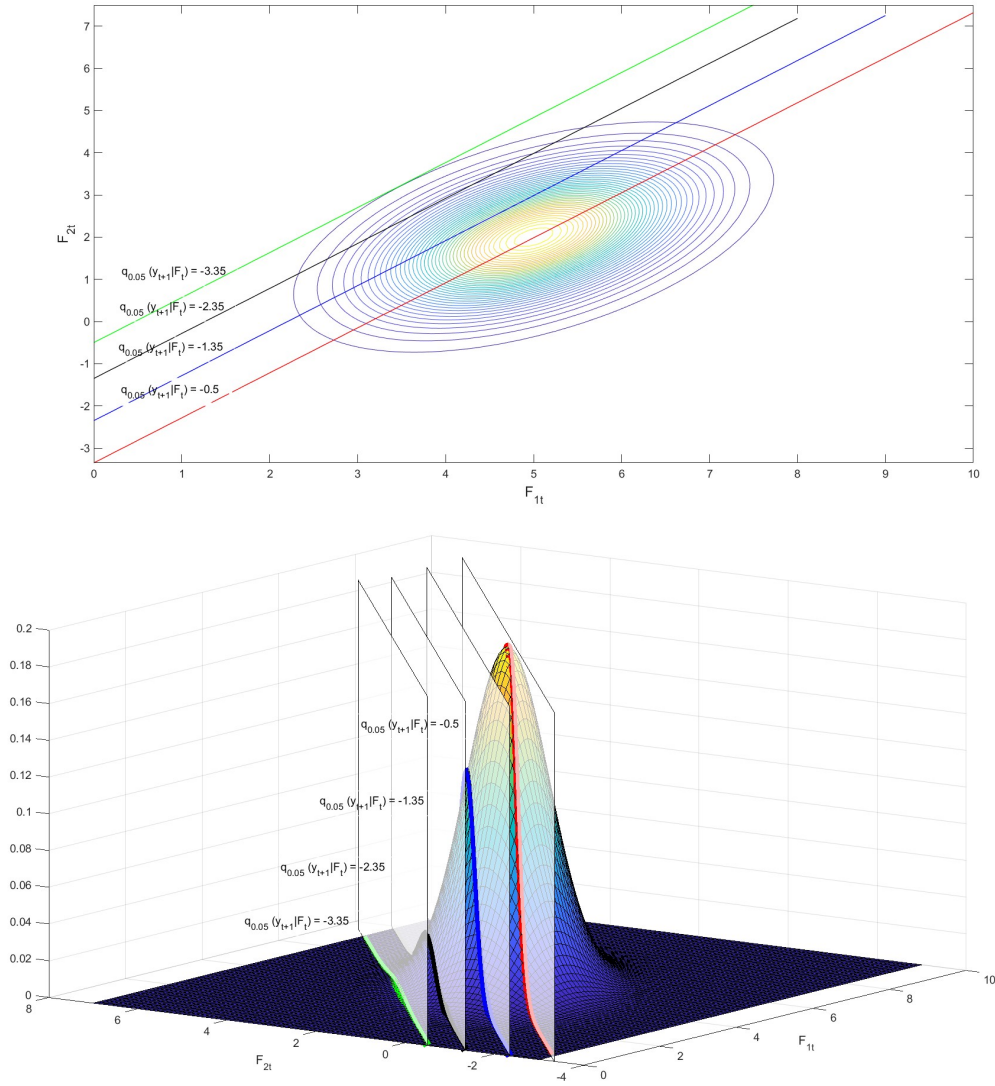 7
6
5
4
3
2
1
0
-1
-2
-3
F2t
q0.05 (yt+1|Ft) = -3.35
q0.05 (yt+1|Ft) = -2.35
q0.05 (yt+1|Ft) = -1.35
q0.05 (yt+1|Ft) = -0.5
0 1 2 3 4 5 6 7 8 9 10
F1t
0.2
0.18
0.16
0.14
0.12
0.1
0.08
0.06
0.04
0.02
0
q0.05 (yt+1|Ft) = -0.5
q0.05 (yt+1|Ft) = -1.35
q0.05 (yt+1|Ft) = -2.35
q0.05 (yt+1|Ft) = -3.35
8 6 4 2 0 -2 -4
F2t
0 2 4 6 8 10
F1t